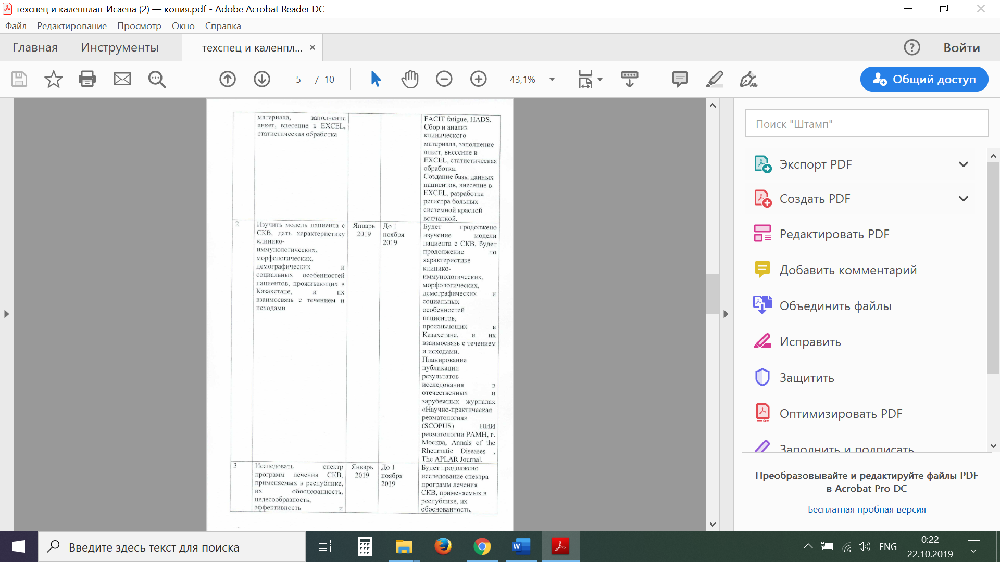 техспец и каленплан_Исаева (2) — копия.pdf - Adobe Acrobat Reader DC
Файл Редактирование Просмотр Окно Справка
Главная Инструменты техспец и каленпл... Войти
5 / 10 43,1% Общий доступ
материала, заполнение
анкет, внесение в EXCEL,
статистическая обработка
FACIT fatigue, HADS.
Сбор и анализ
клинического
материала, заполнение
анкет, внесение в
EXCEL, статистическая
обработка.
Создание базы данных
пациентов, внесение в
EXCEL, разработка
регистра больных
системной красной
волчанкой.
2
Изучить модель пациента с
СКВ, дать характеристику
клинико-
иммунологических,
морфологических,
демографических и
социальных особенностей
пациентов, проживающих в
Казахстане, и их
взаимосвязь с течением и
исходами
Январь
2019
До 1
ноября
2019
Будет продолжено
изучение модели
пациента с СКВ, будет
продолжение по
характеристике
клинико-
иммунологических,
морфологических,
демографических и
социальных
особенностей
пациентов,
проживающих в
Казахстане, и их
взаимосвязь с течением
и исходами.
Планирование
публикации
результатов
исследования в
отечественных и
зарубежных журналах
«Научно-практическая
ревматология»
(SCOPUS) НИИ
ревматологии РАМН, г.
Москва, Annals of the
Rheumatic Diseases ,
The APLAR Journal.
3
Исследовать спектр
программ лечения СКВ,
применяемых в республике,
их обоснованность,
целесообразность,
эффективность и
Январь
2019
До 1
ноября
2019
Будет продолжено
исследование спектра
программ лечения
СКВ, применяемых в
республике, их
обоснованность,
Поиск "Штамп"
Экспорт PDF
Создать PDF
Редактировать PDF
Добавить комментарий
Объединить файлы
Исправить
Защитить
Оптимизировать PDF
Заполнить и подписать
Преобразовывайте и редактируйте файлы PDF
в Acrobat Pro DC
Бесплатная пробная версия
Введите здесь текст для поиска
ENG
0:22
22.10.2019